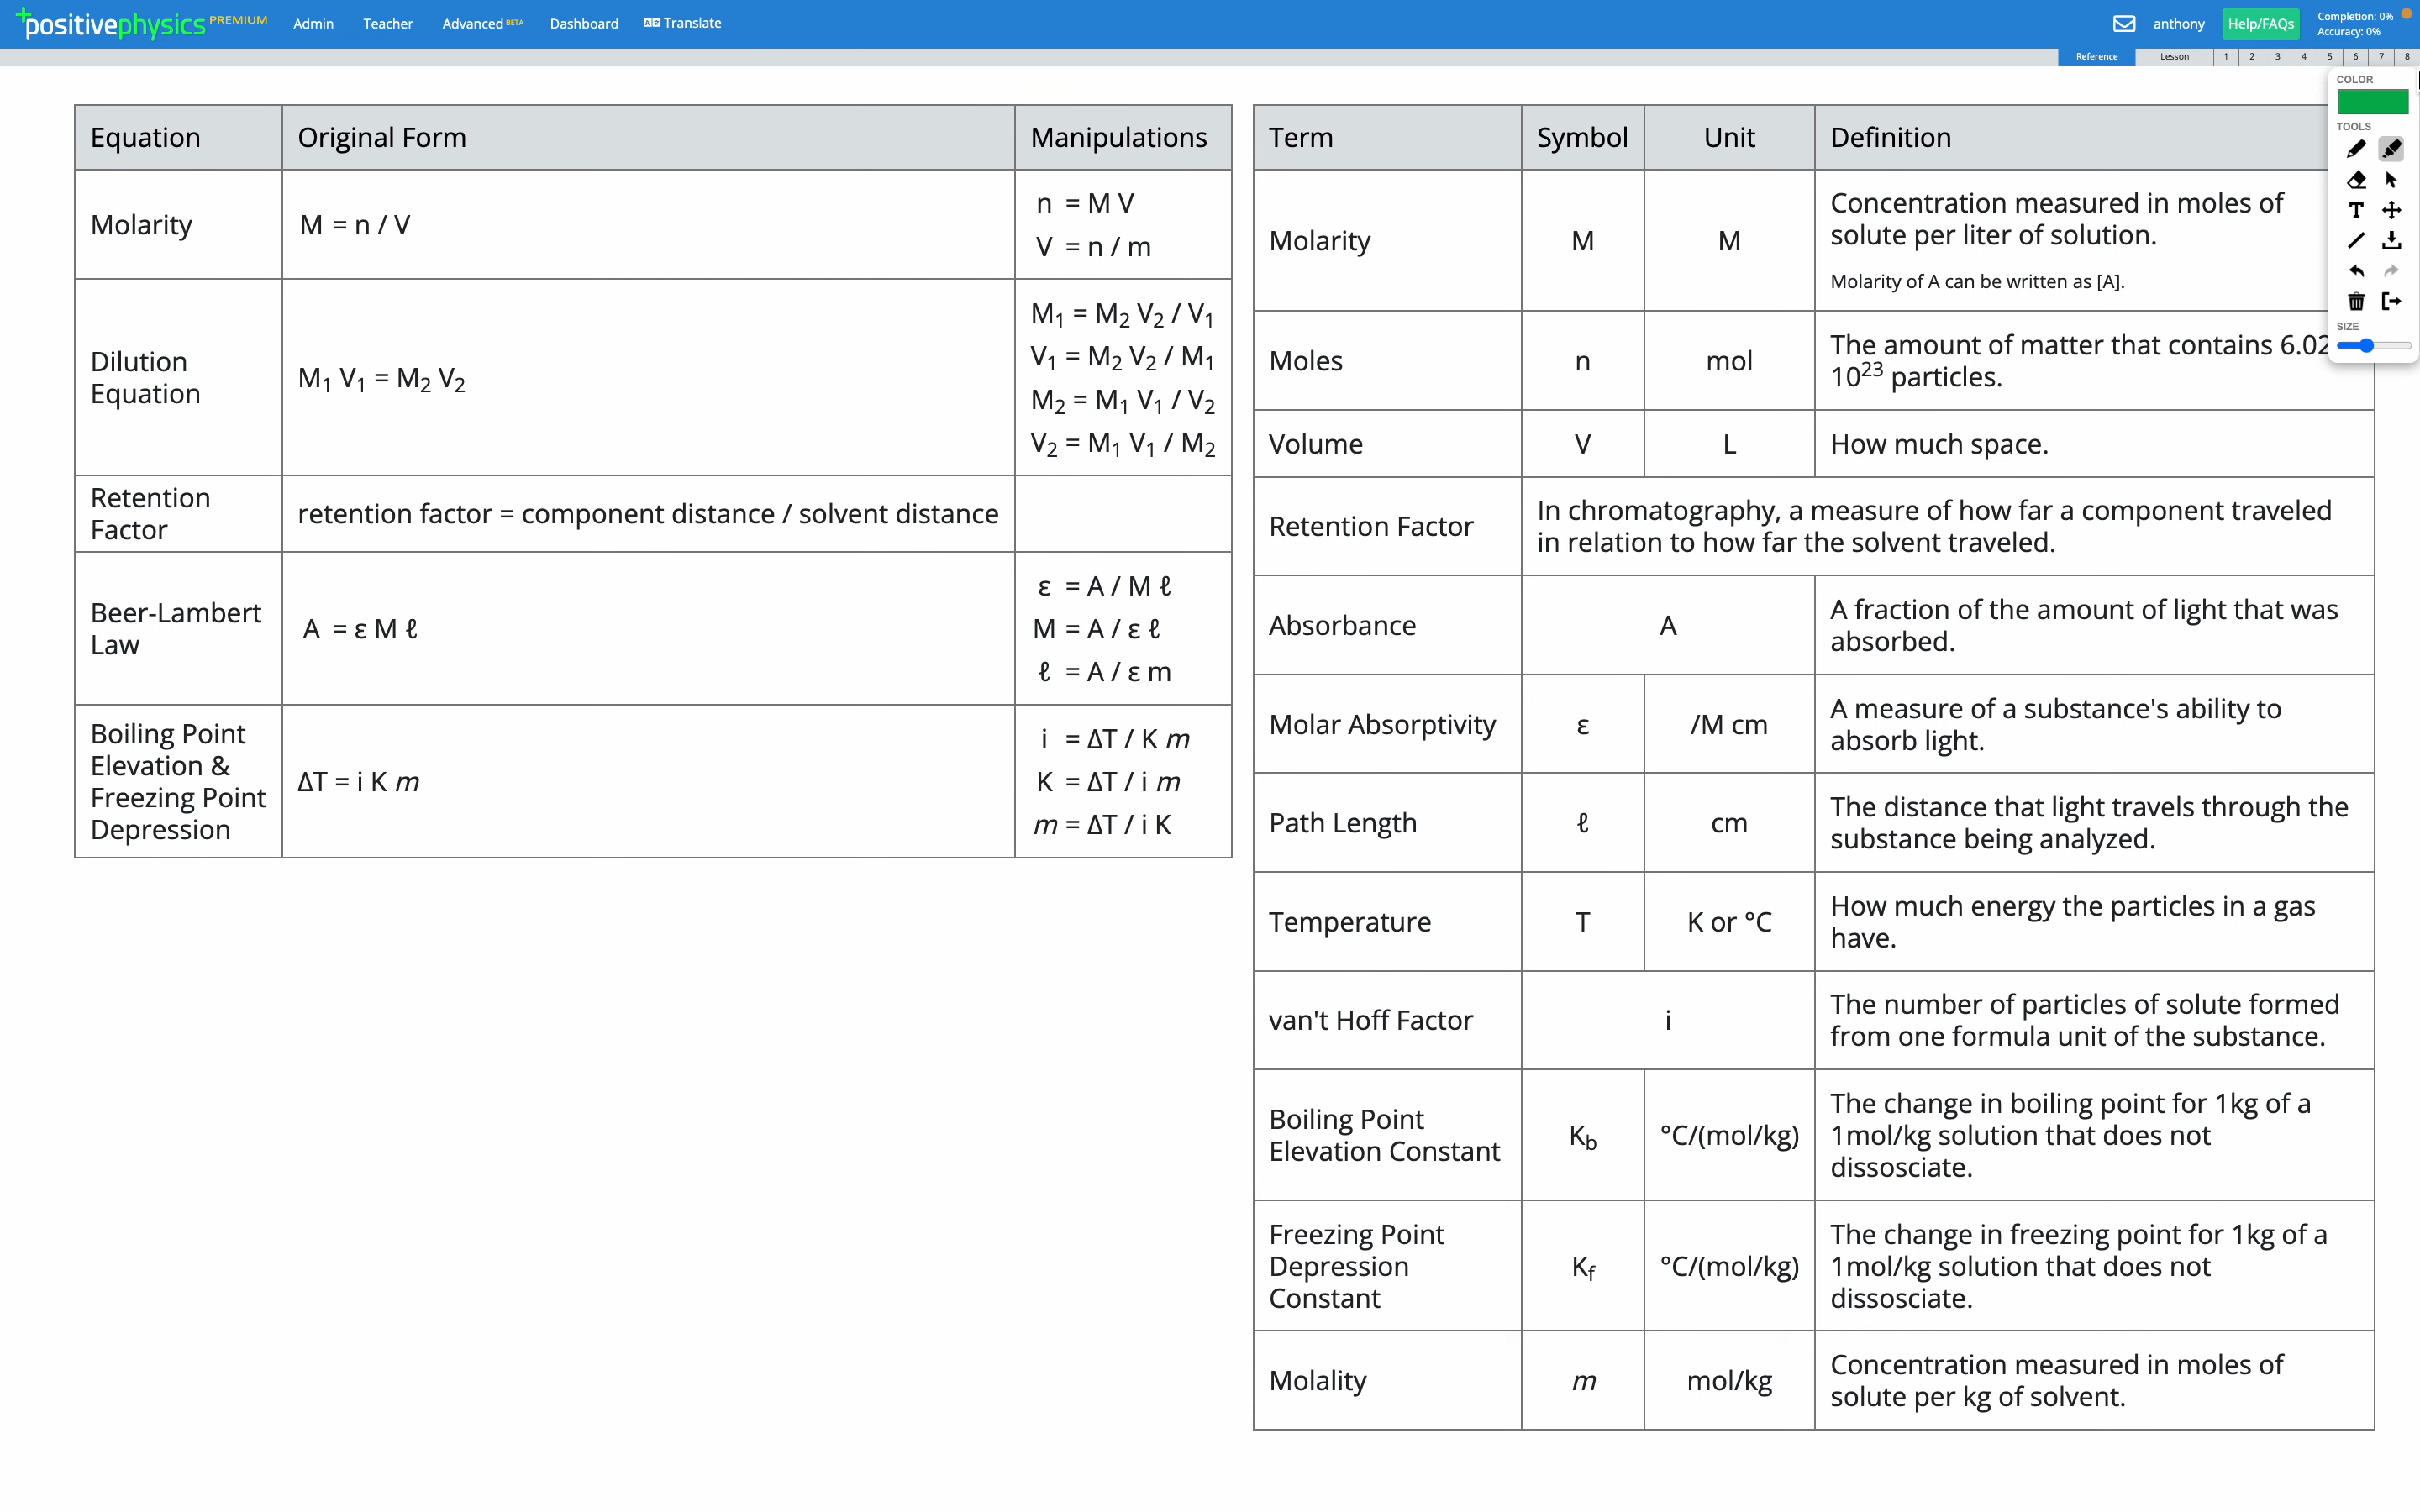 positivephysics PREMIUM
Admin
Teacher
Advanced BETA
Dashboard
Translate
anthony
Help/FAQs
Completion: 0%
Accuracy: 0%
Reference
Lesson
1
2
3
4
5
6
7
8
COLOR
TOOLS
T
SIZE
Equation Original Form Manipulations
Molarity
M = n / V
n = M V
V = n / m
Dilution
Equation
M₁ V₁ = M₂ V₂
M₁ = M₂ V₂ / V₁
V₁ = M₂ V₂ / M₁
M₂ = M₁ V₁ / V₂
V₂ = M₁ V₁ / M₂
Retention
Factor
retention factor = component distance / solvent distance
Beer-Lambert
Law
A = ε M ℓ
ε = A / M ℓ
M = A / ε ℓ
ℓ = A / ε m
Boiling Point
Elevation &
Freezing Point
Depression
ΔT = i K m
i = ΔT / K m
K = ΔT / i m
m = ΔT / i K
Term Symbol Unit Definition
Molarity
M
M
Concentration measured in moles of
solute per liter of solution.
Molarity of A can be written as [A].
Moles
n
mol
The amount of matter that contains 6.02
10²³ particles.
Volume
V
L
How much space.
Retention Factor
In chromatography, a measure of how far a component traveled
in relation to how far the solvent traveled.
Absorbance
A
A fraction of the amount of light that was
absorbed.
Molar Absorptivity
ε
/M cm
A measure of a substance's ability to
absorb light.
Path Length
ℓ
cm
The distance that light travels through the
substance being analyzed.
Temperature
T
K or °C
How much energy the particles in a gas
have.
van't Hoff Factor
i
The number of particles of solute formed
from one formula unit of the substance.
Boiling Point
Elevation Constant
K_b
°C/(mol/kg)
The change in boiling point for 1kg of a
1mol/kg solution that does not
dissosciate.
Freezing Point
Depression
Constant
K_f
°C/(mol/kg)
The change in freezing point for 1kg of a
1mol/kg solution that does not
dissosciate.
Molality
m
mol/kg
Concentration measured in moles of
solute per kg of solvent.